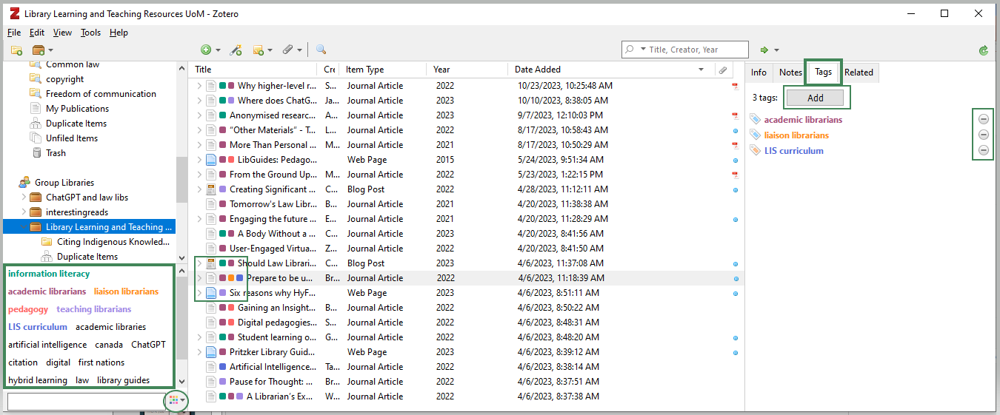 Library Learning and Teaching Resources UoM - Zotero
File Edit View Tools Help
Title, Creator, Year
Common law
copyright
Freedom of communication
My Publications
Duplicate Items
Unfiled Items
Trash
Group Libraries
ChatGPT and law libs
interestingreads
Library Learning and Teaching ...
Citing Indigenous Knowled...
Duplicate Items
information literacy
academic librarians liaison librarians
pedagogy teaching librarians
LIS curriculum academic libraries
artificial intelligence canada ChatGPT
citation digital first nations
hybrid learning law library guides
Title Cre Item Type Year Date Added
Why higher-level r... S... Journal Article 2022 10/23/2023, 10:25:48 AM
Where does ChatG... Ja... Journal Article 2023 10/10/2023, 8:38:05 AM
Anonymised researc... A... Journal Article 2023 9/7/2023, 12:10:03 PM
“Other Materials” - T... L... Journal Article 2022 8/17/2023, 10:58:43 AM
More Than Personal ... M... Journal Article 2021 8/17/2023, 10:50:29 AM
LibGuides: Pedago... Web Page 2015 5/24/2023, 9:51:34 AM
From the Ground Up... M... Journal Article 2022 5/23/2023, 1:22:15 PM
Creating Significant ... C... Blog Post 2022 4/28/2023, 11:12:11 AM
Tomorrow's Law Libr... C... Journal Article 2021 4/20/2023, 11:38:38 AM
Engaging the future ... E... Journal Article 2021 4/20/2023, 11:28:29 AM
A Body Without a ... C... Journal Article 2023 4/20/2023, 8:41:56 AM
User-Engaged Virtua... Z... Journal Article 2022 4/20/2023, 8:41:50 AM
Should Law Librari... C... Blog Post 2023 4/6/2023, 11:37:08 AM
Prepare to be u... Br... Journal Article 2022 4/6/2023, 11:18:39 AM
Six reasons why HyF... Web Page 2023 4/6/2023, 8:51:11 AM
Gaining an Insight... B... Journal Article 2022 4/6/2023, 8:50:22 AM
Digital pedagogies... S... Journal Article 2022 4/6/2023, 8:48:31 AM
Student learning o... G... Journal Article 2022 4/6/2023, 8:48:20 AM
Pritzker Library Guid... Web Page 2023 4/6/2023, 8:39:12 AM
Artificial Intelligence... Ta... Journal Article 2022 4/6/2023, 8:38:14 AM
Pause for Thought: ... Br... Journal Article 2022 4/6/2023, 8:37:51 AM
A Librarian's Ex... W... Journal Article 2022 4/6/2023, 8:37:38 AM
Info Notes Tags Related
3 tags: Add
academic librarians
liaison librarians
LIS curriculum